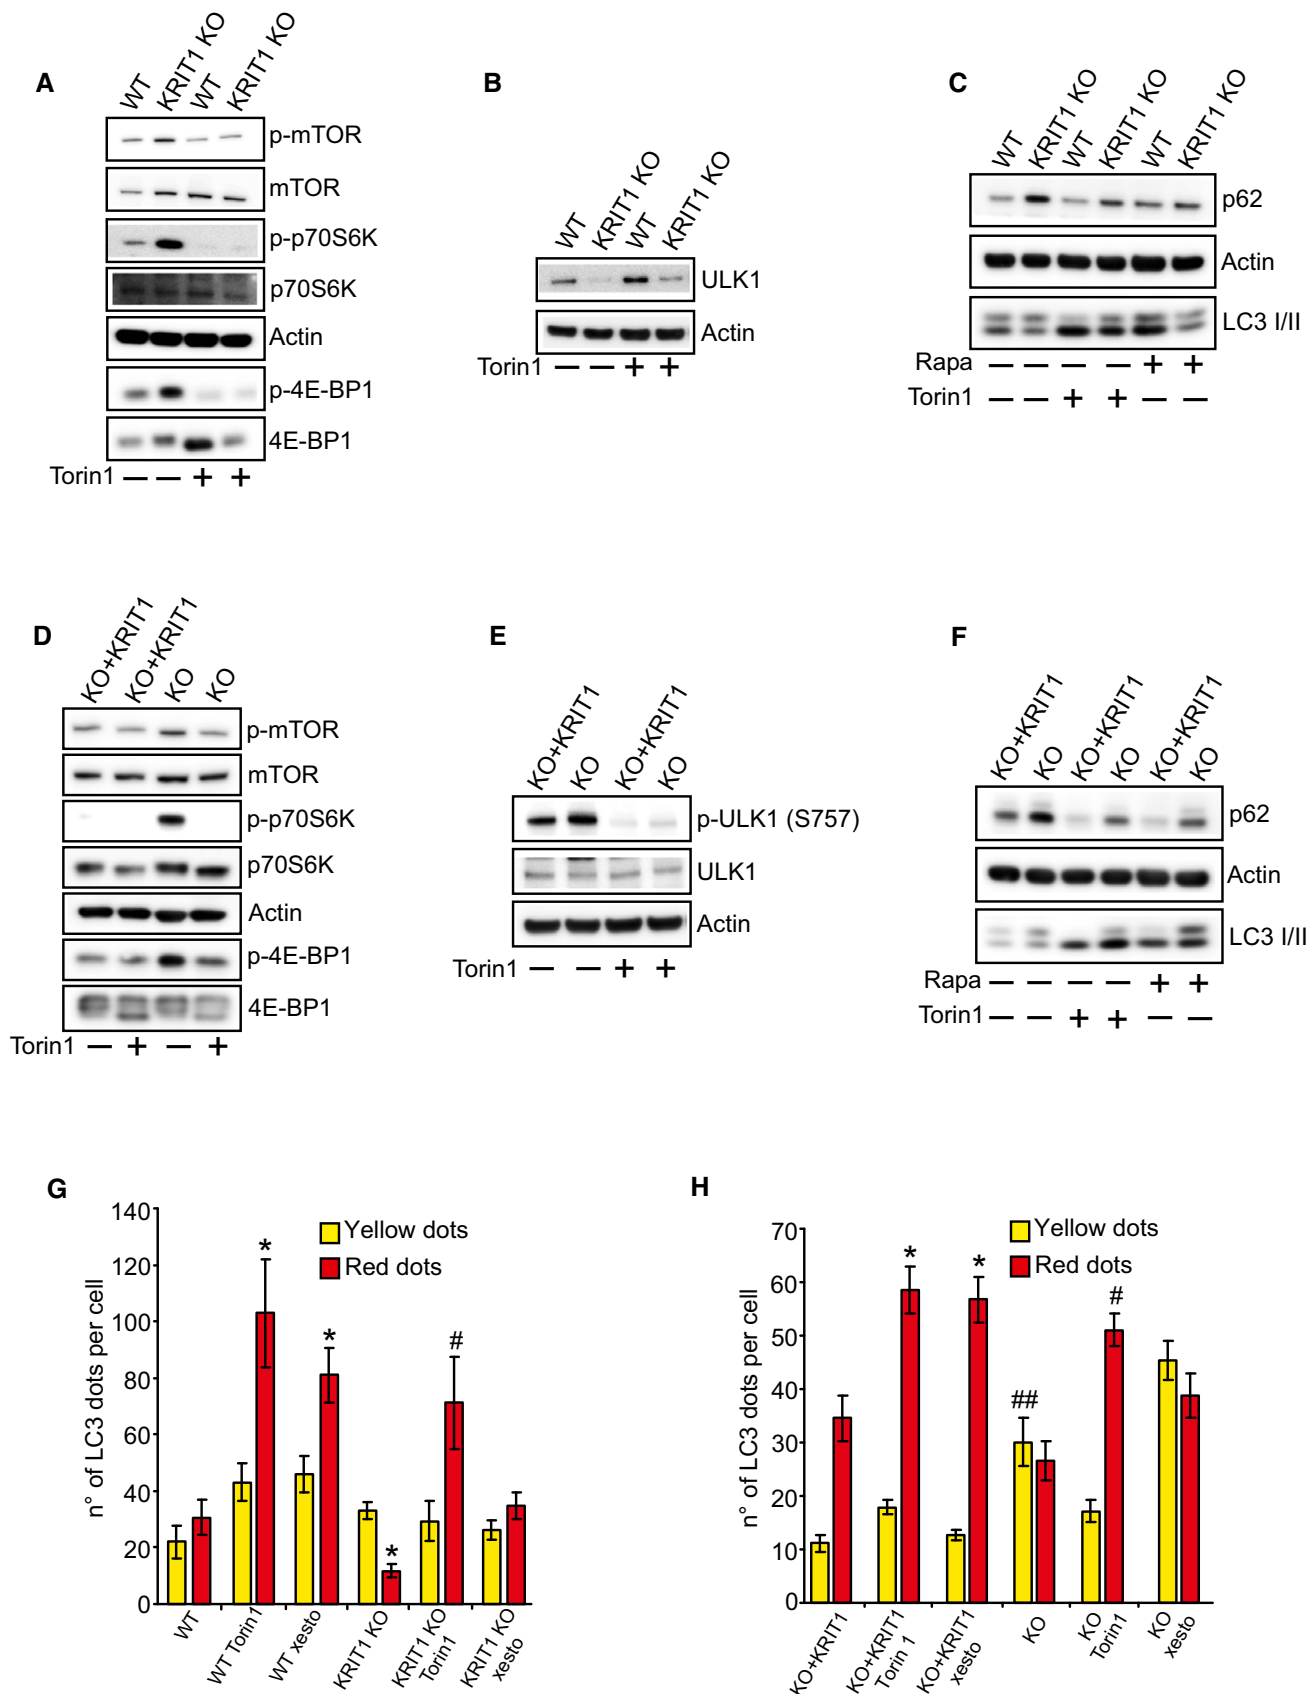 A
WT
KRIT1 KO
WT
KRIT1 KO
p-mTOR
mTOR
p-p70S6K
p70S6K
Actin
p-4E-BP1
4E-BP1
Torin1 — — + +
B
WT
KRIT1 KO
WT
KRIT1 KO
ULK1
Actin
Torin1 — — + +
C
WT
KRIT1 KO
WT
KRIT1 KO
WT
KRIT1 KO
p62
Actin
LC3 I/II
Rapa — — — — + +
Torin1 — — + + — —
D
KO+KRIT1
KO+KRIT1
KO
KO
p-mTOR
mTOR
p-p70S6K
p70S6K
Actin
p-4E-BP1
4E-BP1
Torin1 — + — +
E
KO+KRIT1
KO
KO+KRIT1
KO
p-ULK1 (S757)
ULK1
Actin
Torin1 — — + +
F
KO+KRIT1
KO
KO+KRIT1
KO
KO+KRIT1
KO
p62
Actin
LC3 I/II
Rapa — — — — + +
Torin1 — — + + — —
G
n° of LC3 dots per cell
140
120
100
80
60
40
20
0
Yellow dots
Red dots
*
*
*
#
WT
WT Torin1
WT xesto
KRIT1 KO
KRIT1 KO
Torin1
KRIT1 KO
xesto
H
n° of LC3 dots per cell
70
60
50
40
30
20
10
0
Yellow dots
Red dots
*
*
##
#
KO+KRIT1
KO+KRIT1
Torin 1
KO+KRIT1
xesto
KO
KO
Torin1
KO
xesto